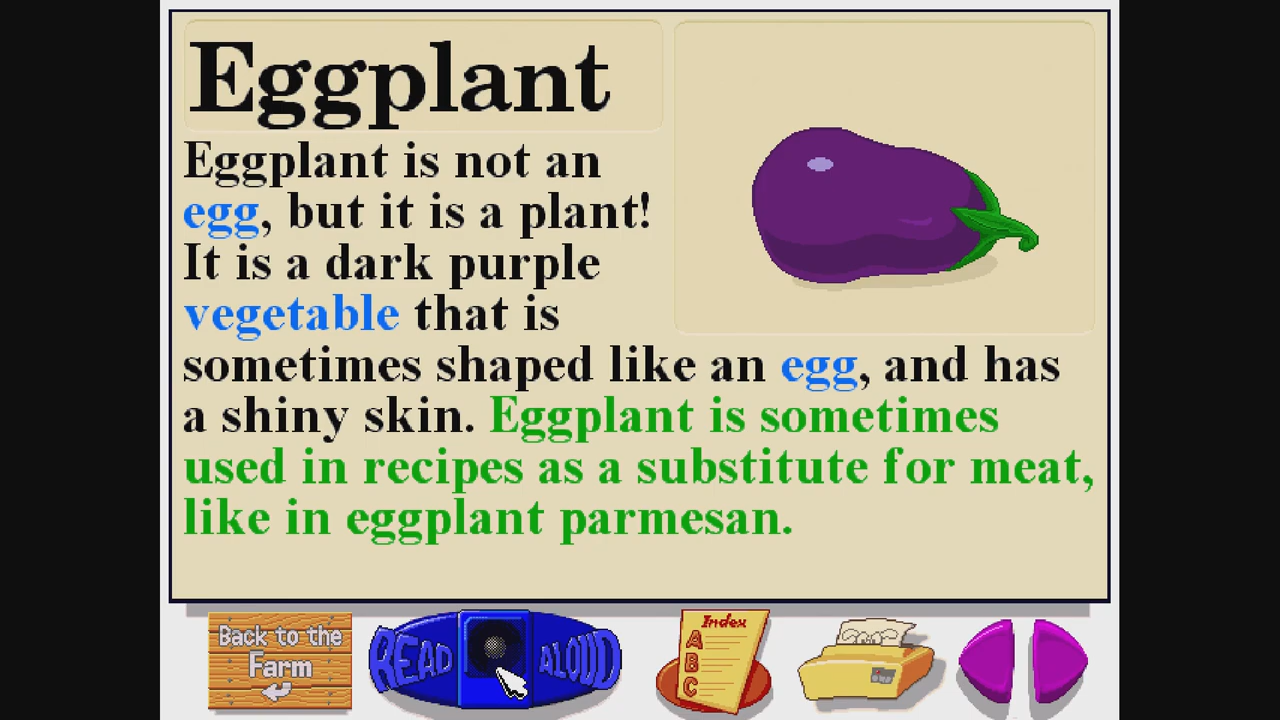 Eggplant
Eggplant is not an
egg, but it is a plant!
It is a dark purple
vegetable that is
sometimes shaped like an egg, and has
a shiny skin. Eggplant is sometimes
used in recipes as a substitute for meat,
like in eggplant parmesan.
Back to the
Farm
READ ALOUD
Index
A
B
C